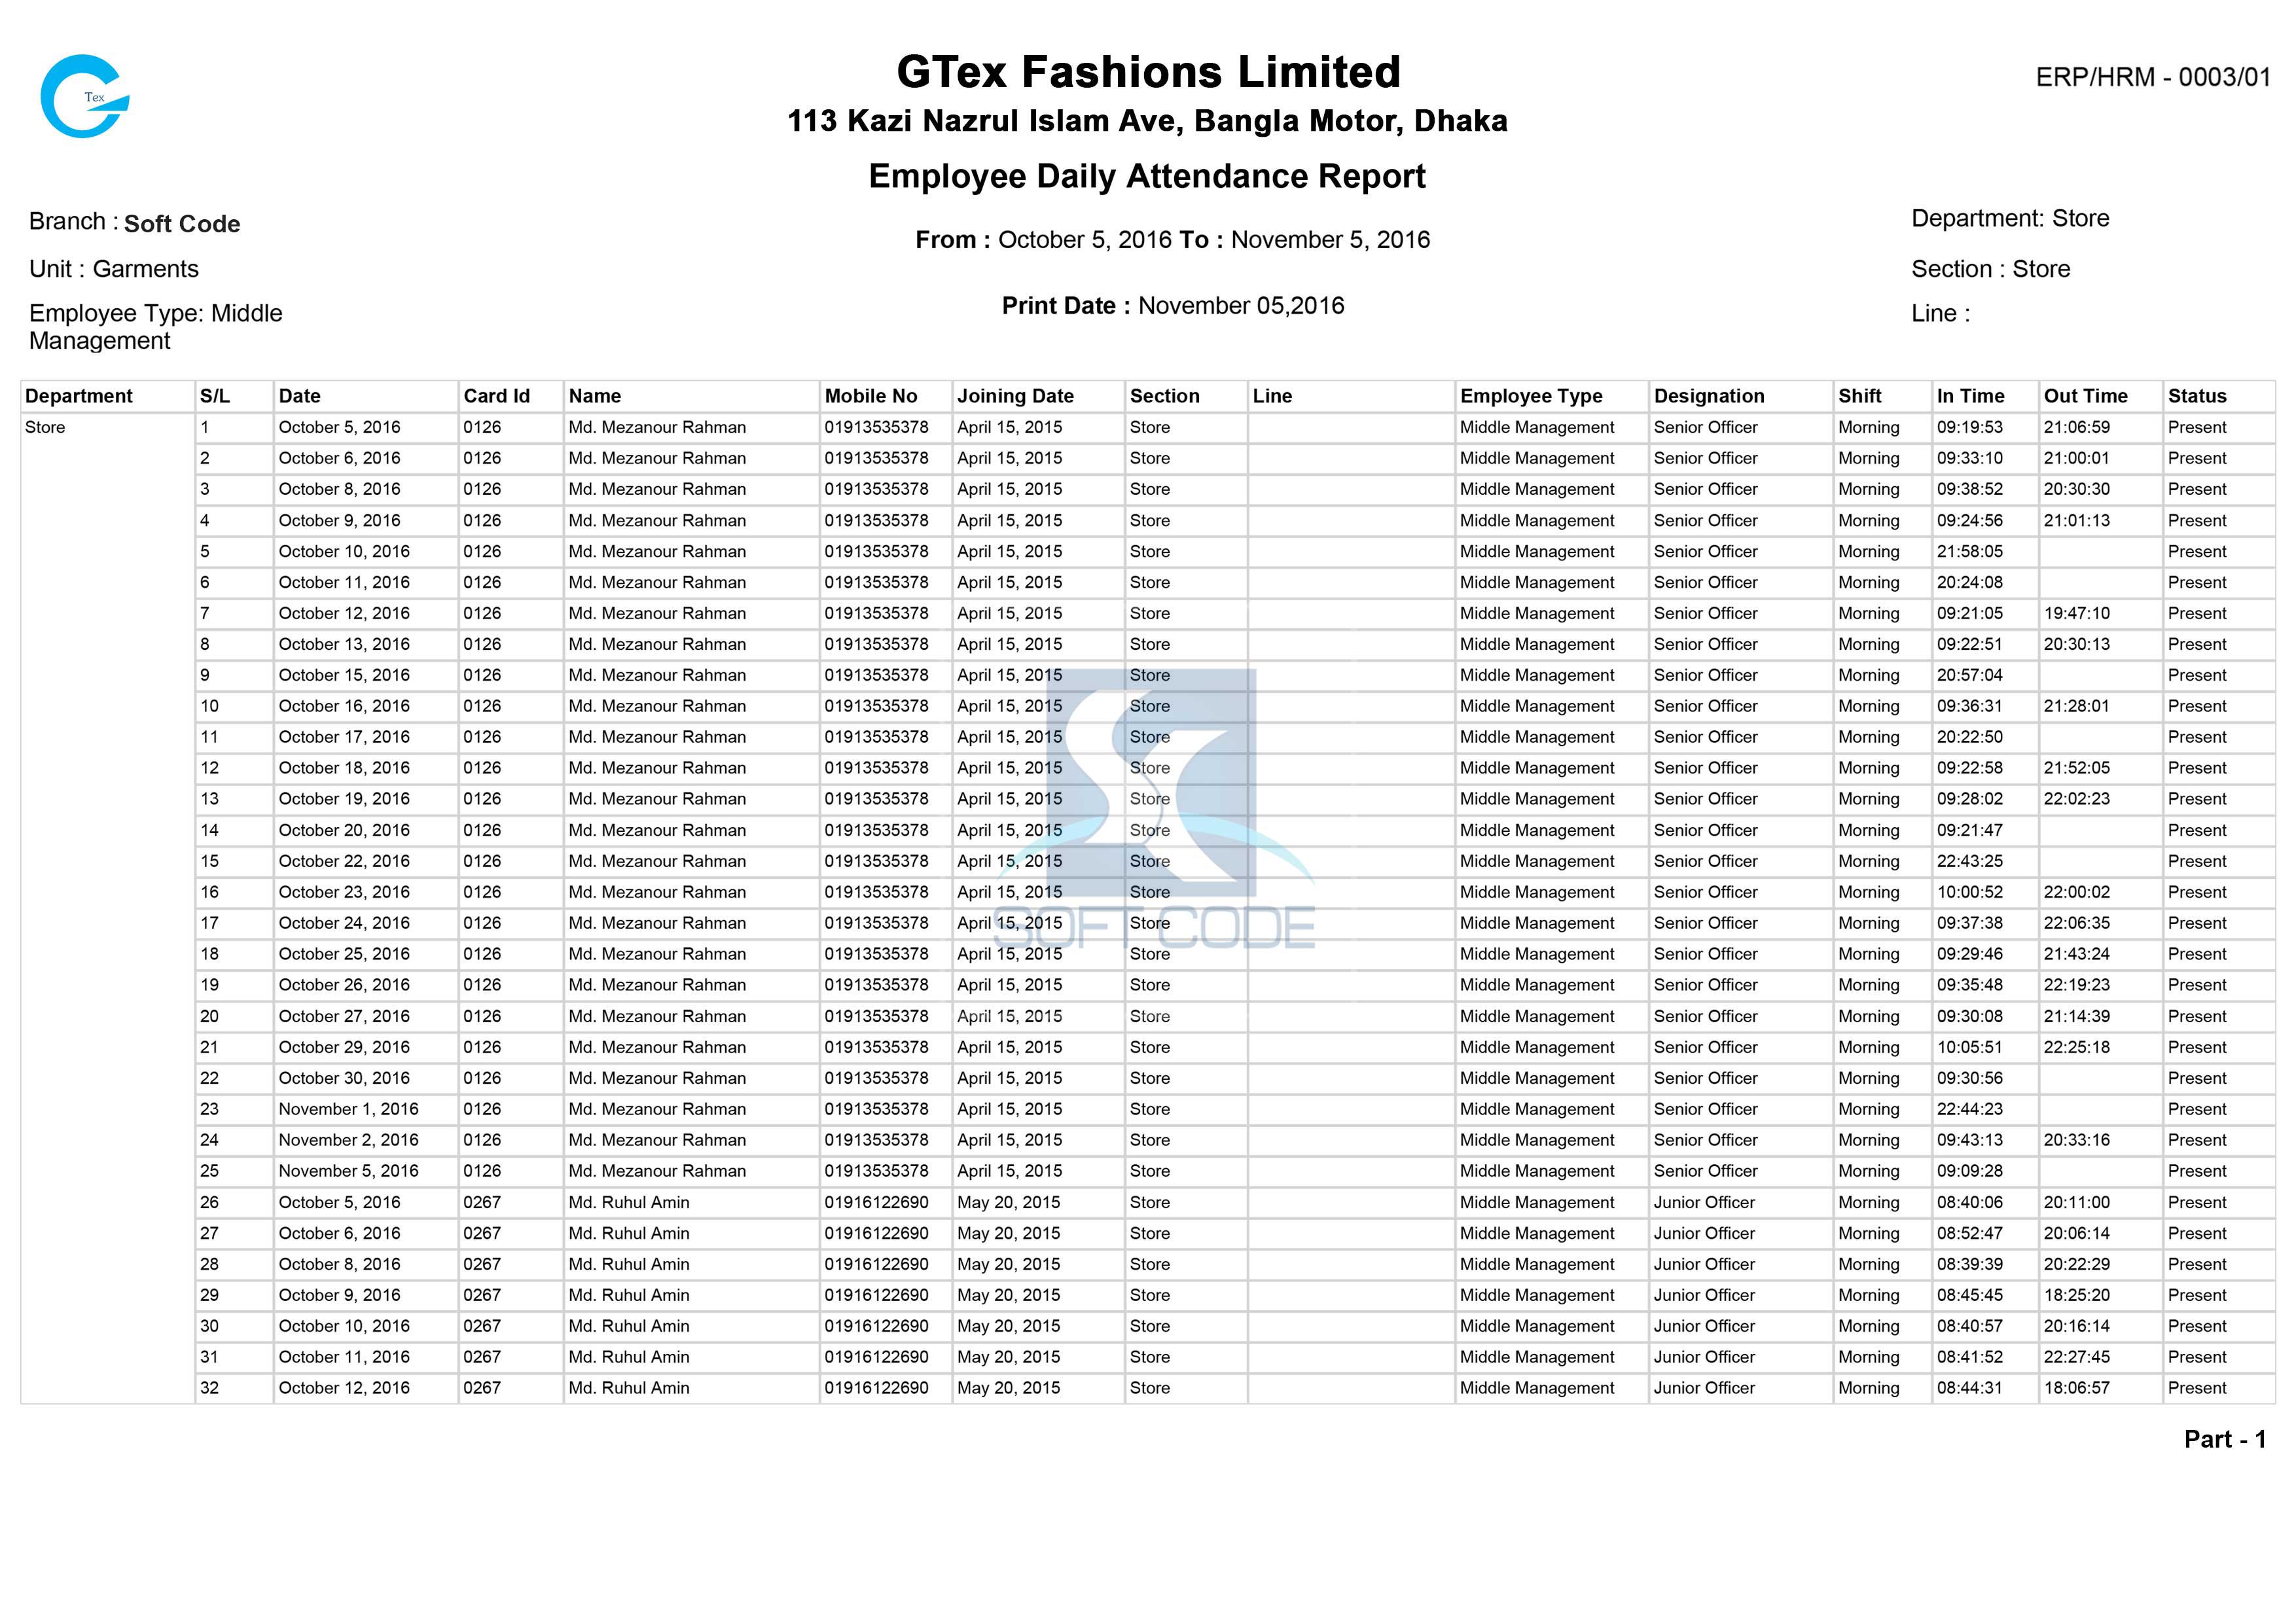 Tex
GTex Fashions Limited
ERP/HRM - 0003/01
113 Kazi Nazrul Islam Ave, Bangla Motor, Dhaka
Employee Daily Attendance Report
Branch : Soft Code
From : October 5, 2016 To : November 5, 2016
Department: Store
Unit : Garments
Section : Store
Employee Type: Middle
Management
Print Date : November 05,2016
Line :
Department S/L Date Card Id Name Mobile No Joining Date Section Line Employee Type Designation Shift In Time Out Time Status
Store 1 October 5, 2016 0126 Md. Mezanour Rahman 01913535378 April 15, 2015 Store Middle Management Senior Officer Morning 09:19:53 21:06:59 Present
2 October 6, 2016 0126 Md. Mezanour Rahman 01913535378 April 15, 2015 Store Middle Management Senior Officer Morning 09:33:10 21:00:01 Present
3 October 8, 2016 0126 Md. Mezanour Rahman 01913535378 April 15, 2015 Store Middle Management Senior Officer Morning 09:38:52 20:30:30 Present
4 October 9, 2016 0126 Md. Mezanour Rahman 01913535378 April 15, 2015 Store Middle Management Senior Officer Morning 09:24:56 21:01:13 Present
5 October 10, 2016 0126 Md. Mezanour Rahman 01913535378 April 15, 2015 Store Middle Management Senior Officer Morning 21:58:05 Present
6 October 11, 2016 0126 Md. Mezanour Rahman 01913535378 April 15, 2015 Store Middle Management Senior Officer Morning 20:24:08 Present
7 October 12, 2016 0126 Md. Mezanour Rahman 01913535378 April 15, 2015 Store Middle Management Senior Officer Morning 09:21:05 19:47:10 Present
8 October 13, 2016 0126 Md. Mezanour Rahman 01913535378 April 15, 2015 Store Middle Management Senior Officer Morning 09:22:51 20:30:13 Present
9 October 15, 2016 0126 Md. Mezanour Rahman 01913535378 April 15, 2015 Store Middle Management Senior Officer Morning 20:57:04 Present
10 October 16, 2016 0126 Md. Mezanour Rahman 01913535378 April 15, 2015 Store Middle Management Senior Officer Morning 09:36:31 21:28:01 Present
11 October 17, 2016 0126 Md. Mezanour Rahman 01913535378 April 15, 2015 Store Middle Management Senior Officer Morning 20:22:50 Present
12 October 18, 2016 0126 Md. Mezanour Rahman 01913535378 April 15, 2015 Store Middle Management Senior Officer Morning 09:22:58 21:52:05 Present
13 October 19, 2016 0126 Md. Mezanour Rahman 01913535378 April 15, 2015 Store Middle Management Senior Officer Morning 09:28:02 22:02:23 Present
14 October 20, 2016 0126 Md. Mezanour Rahman 01913535378 April 15, 2015 Store Middle Management Senior Officer Morning 09:21:47 Present
15 October 22, 2016 0126 Md. Mezanour Rahman 01913535378 April 15, 2015 Store Middle Management Senior Officer Morning 22:43:25 Present
16 October 23, 2016 0126 Md. Mezanour Rahman 01913535378 April 15, 2015 Store Middle Management Senior Officer Morning 10:00:52 22:00:02 Present
17 October 24, 2016 0126 Md. Mezanour Rahman 01913535378 April 15, 2015 Store Middle Management Senior Officer Morning 09:37:38 22:06:35 Present
SOFT CODE
18 October 25, 2016 0126 Md. Mezanour Rahman 01913535378 April 15, 2015 Store Middle Management Senior Officer Morning 09:29:46 21:43:24 Present
19 October 26, 2016 0126 Md. Mezanour Rahman 01913535378 April 15, 2015 Store Middle Management Senior Officer Morning 09:35:48 22:19:23 Present
20 October 27, 2016 0126 Md. Mezanour Rahman 01913535378 April 15, 2015 Store Middle Management Senior Officer Morning 09:30:08 21:14:39 Present
21 October 29, 2016 0126 Md. Mezanour Rahman 01913535378 April 15, 2015 Store Middle Management Senior Officer Morning 10:05:51 22:25:18 Present
22 October 30, 2016 0126 Md. Mezanour Rahman 01913535378 April 15, 2015 Store Middle Management Senior Officer Morning 09:30:56 Present
23 November 1, 2016 0126 Md. Mezanour Rahman 01913535378 April 15, 2015 Store Middle Management Senior Officer Morning 22:44:23 Present
24 November 2, 2016 0126 Md. Mezanour Rahman 01913535378 April 15, 2015 Store Middle Management Senior Officer Morning 09:43:13 20:33:16 Present
25 November 5, 2016 0126 Md. Mezanour Rahman 01913535378 April 15, 2015 Store Middle Management Senior Officer Morning 09:09:28 Present
26 October 5, 2016 0267 Md. Ruhul Amin 01916122690 May 20, 2015 Store Middle Management Junior Officer Morning 08:40:06 20:11:00 Present
27 October 6, 2016 0267 Md. Ruhul Amin 01916122690 May 20, 2015 Store Middle Management Junior Officer Morning 08:52:47 20:06:14 Present
28 October 8, 2016 0267 Md. Ruhul Amin 01916122690 May 20, 2015 Store Middle Management Junior Officer Morning 08:39:39 20:22:29 Present
29 October 9, 2016 0267 Md. Ruhul Amin 01916122690 May 20, 2015 Store Middle Management Junior Officer Morning 08:45:45 18:25:20 Present
30 October 10, 2016 0267 Md. Ruhul Amin 01916122690 May 20, 2015 Store Middle Management Junior Officer Morning 08:40:57 20:16:14 Present
31 October 11, 2016 0267 Md. Ruhul Amin 01916122690 May 20, 2015 Store Middle Management Junior Officer Morning 08:41:52 22:27:45 Present
32 October 12, 2016 0267 Md. Ruhul Amin 01916122690 May 20, 2015 Store Middle Management Junior Officer Morning 08:44:31 18:06:57 Present
Part - 1